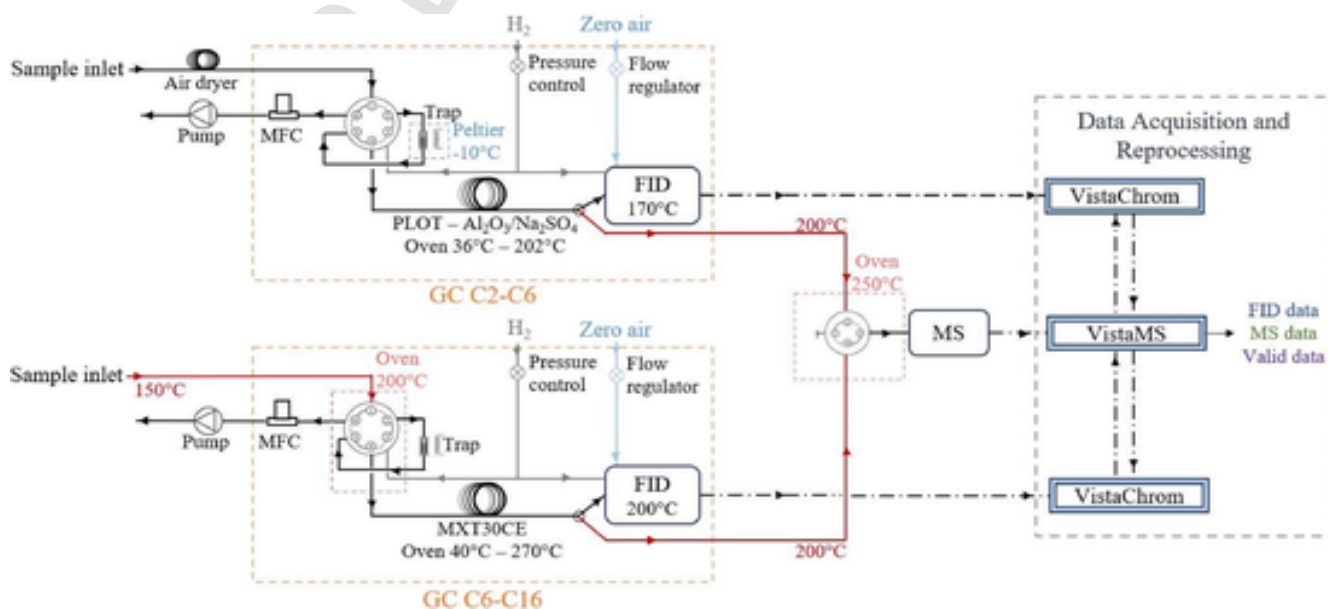 H₂
Zero air
Sample inlet
Air dryer
Pressure
control
Flow
regulator
Pump
MFC
Trap
Peltier
-10°C
FID
170°C
PLOT – Al₂O₃/Na₂SO₄
Oven 36°C – 202°C
200°C
GC C2-C6
Data Acquisition and
Reprocessing
VistaChrom
Oven
250°C
MS
VistaMS
FID data
MS data
Valid data
H₂
Zero air
Sample inlet
150°C
Oven
200°C
Pressure
control
Flow
regulator
Pump
MFC
Trap
FID
200°C
MXT30CE
Oven 40°C – 270°C
200°C
VistaChrom
GC C6-C16